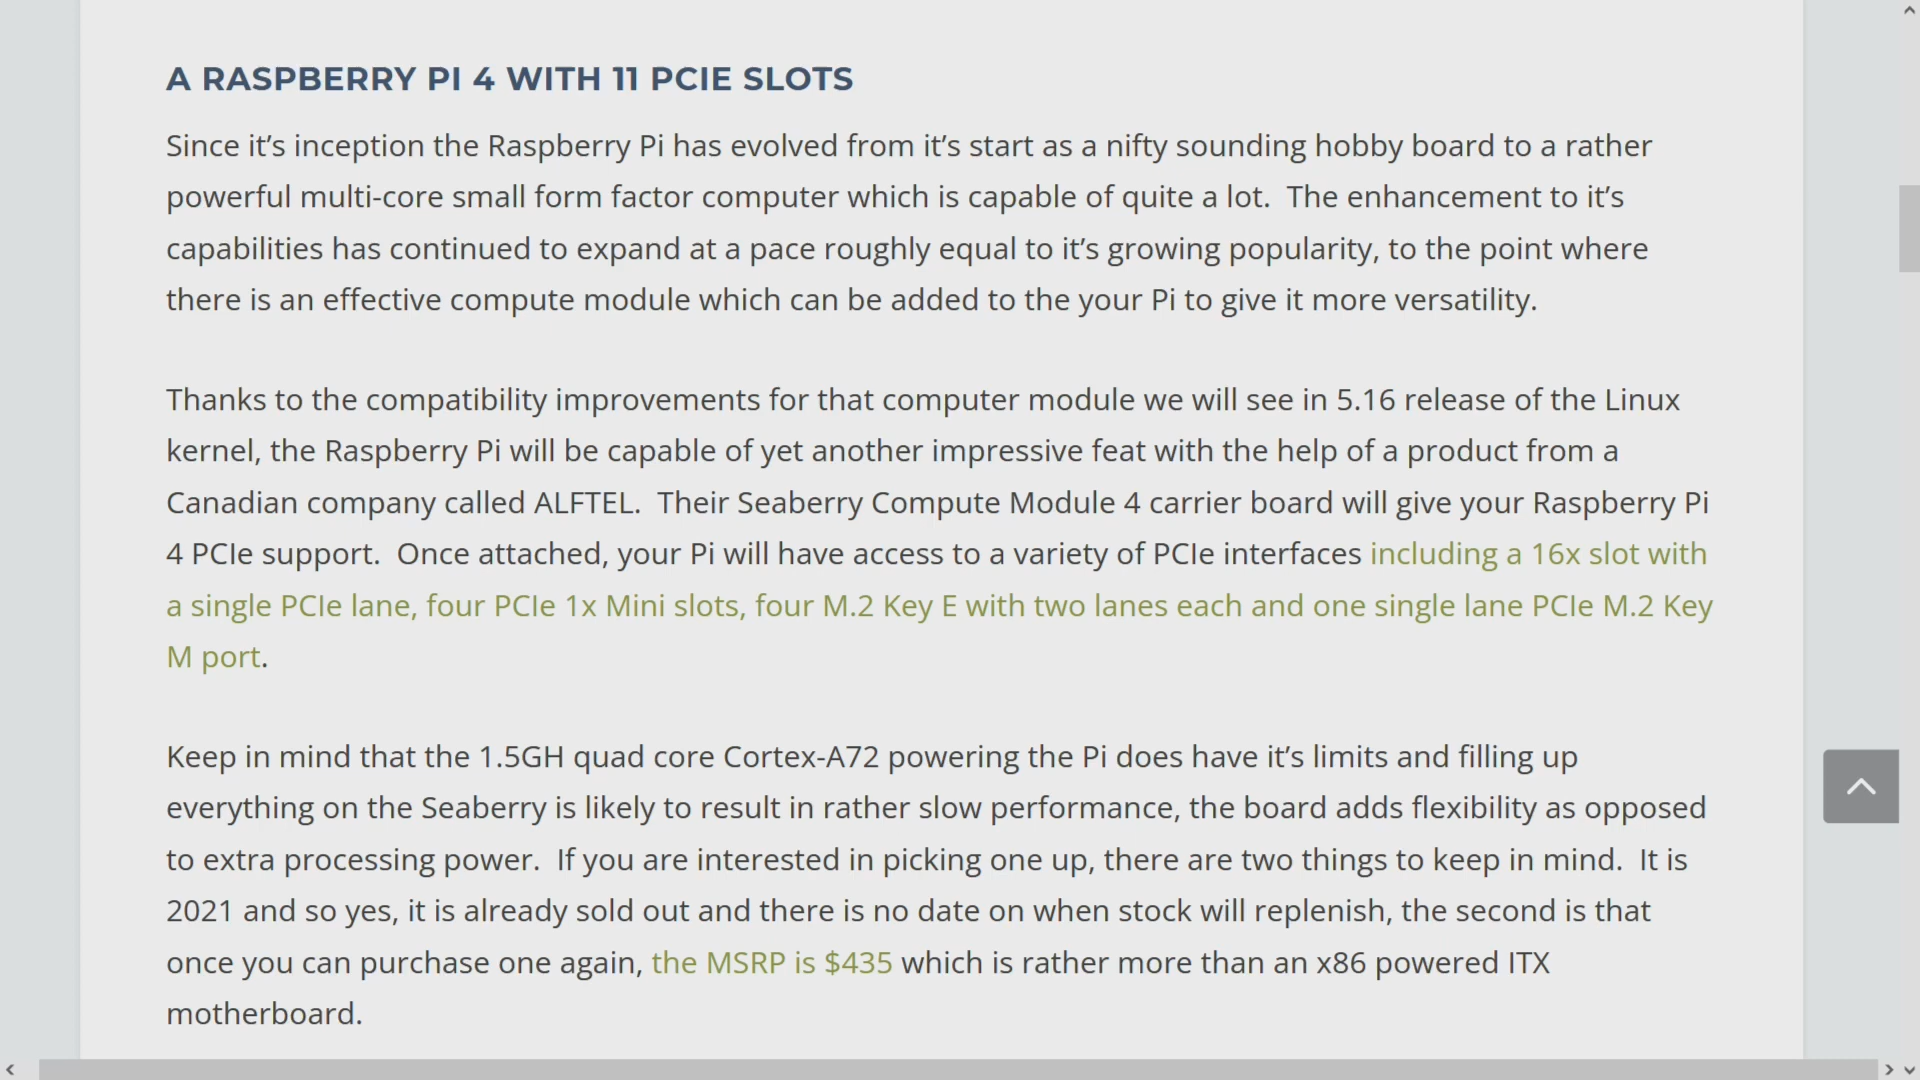 A RASPBERRY PI 4 WITH 11 PCIE SLOTS
Since it’s inception the Raspberry Pi has evolved from it’s start as a nifty sounding hobby board to a rather
powerful multi-core small form factor computer which is capable of quite a lot.  The enhancement to it’s
capabilities has continued to expand at a pace roughly equal to it’s growing popularity, to the point where
there is an effective compute module which can be added to the your Pi to give it more versatility.
Thanks to the compatibility improvements for that computer module we will see in 5.16 release of the Linux
kernel, the Raspberry Pi will be capable of yet another impressive feat with the help of a product from a
Canadian company called ALFTEL.  Their Seaberry Compute Module 4 carrier board will give your Raspberry Pi
4 PCIe support.  Once attached, your Pi will have access to a variety of PCIe interfaces including a 16x slot with
a single PCIe lane, four PCIe 1x Mini slots, four M.2 Key E with two lanes each and one single lane PCIe M.2 Key
M port.
Keep in mind that the 1.5GH quad core Cortex-A72 powering the Pi does have it’s limits and filling up
everything on the Seaberry is likely to result in rather slow performance, the board adds flexibility as opposed
to extra processing power.  If you are interested in picking one up, there are two things to keep in mind.  It is
2021 and so yes, it is already sold out and there is no date on when stock will replenish, the second is that
once you can purchase one again, the MSRP is $435 which is rather more than an x86 powered ITX
motherboard.